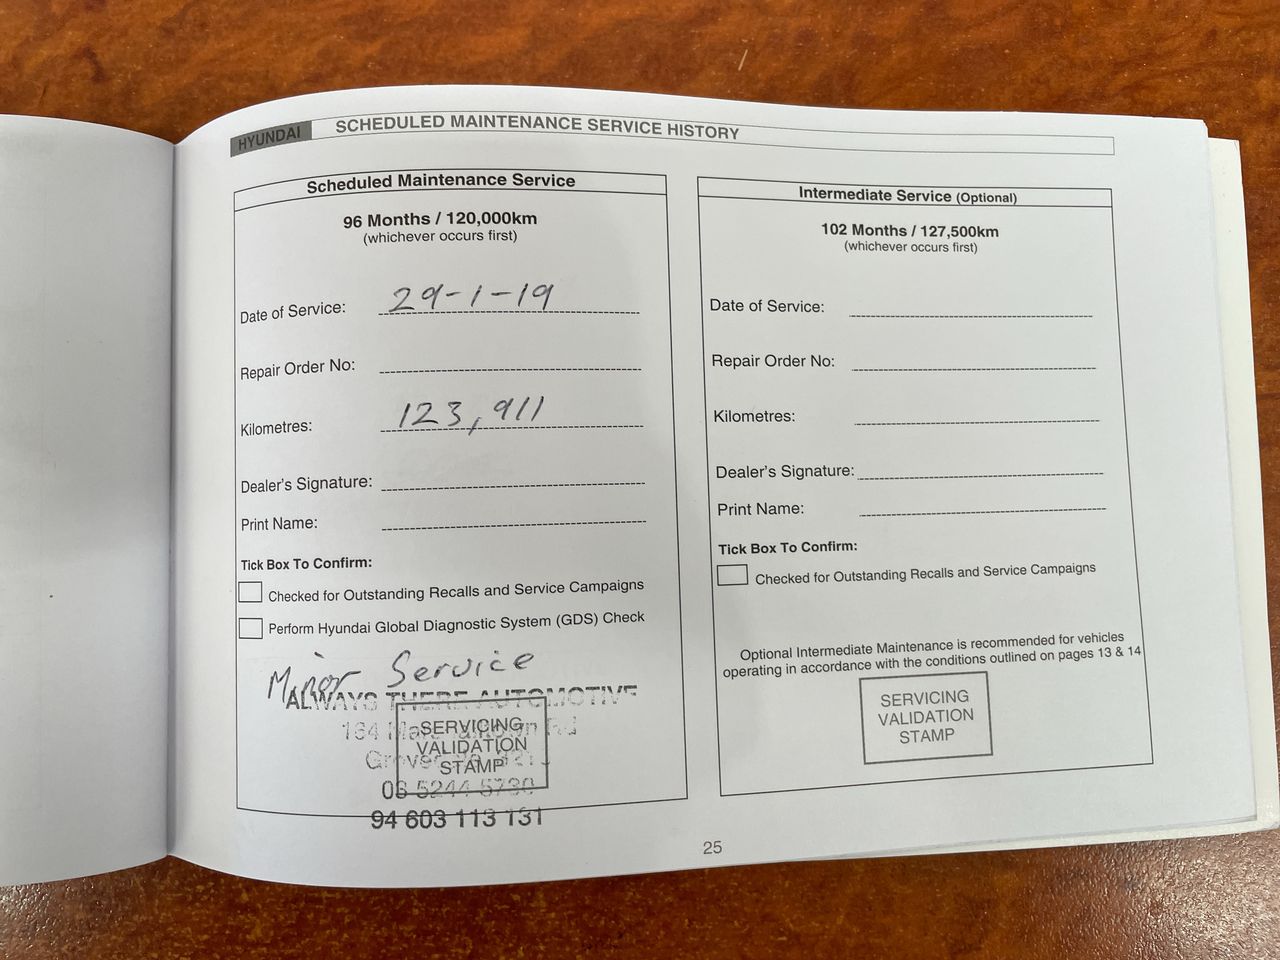 HYUNDAI SCHEDULED MAINTENANCE SERVICE HISTORY
Scheduled Maintenance Service
96 Months / 120,000km
(whichever occurs first)
Date of Service: 29-1-19
Repair Order No:
Kilometres: 123,911
Dealer's Signature:
Print Name:
Tick Box To Confirm:
Checked for Outstanding Recalls and Service Campaigns
Perform Hyundai Global Diagnostic System (GDS) Check
Minor Service
ALWAYS THERE AUTOMOTIVE
SERVICING
VALIDATION
STAMP
94 603 113 131
Intermediate Service (Optional)
102 Months / 127,500km
(whichever occurs first)
Date of Service:
Repair Order No:
Kilometres:
Dealer's Signature:
Print Name:
Tick Box To Confirm:
Checked for Outstanding Recalls and Service Campaigns
Optional Intermediate Maintenance is recommended for vehicles
operating in accordance with the conditions outlined on pages 13 & 14
SERVICING
VALIDATION
STAMP
25